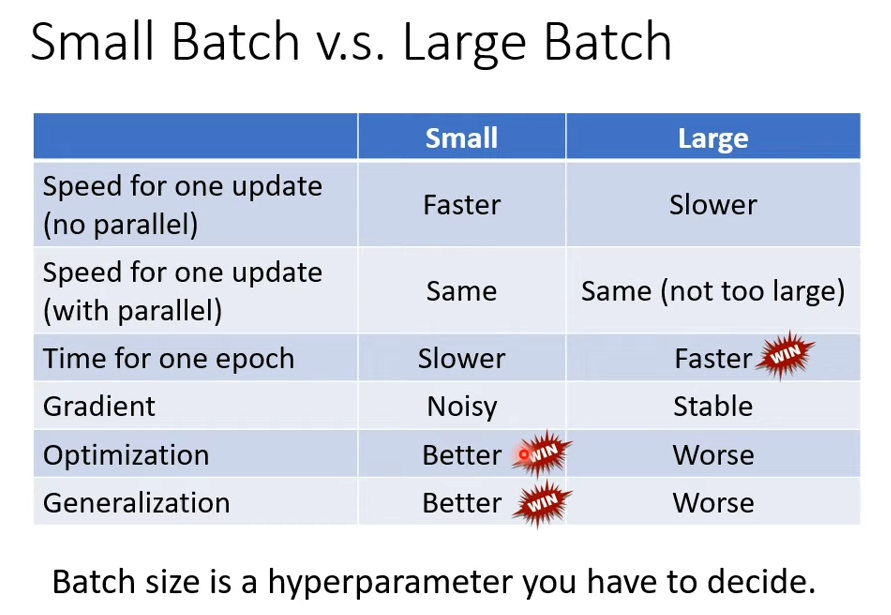 Small Batch v.s. Large Batch
Small Large
Speed for one update
(no parallel) Faster Slower
Speed for one update
(with parallel) Same Same (not too large)
Time for one epoch Slower Faster WIN
Gradient Noisy Stable
Optimization Better WIN Worse
Generalization Better WIN Worse
Batch size is a hyperparameter you have to decide.